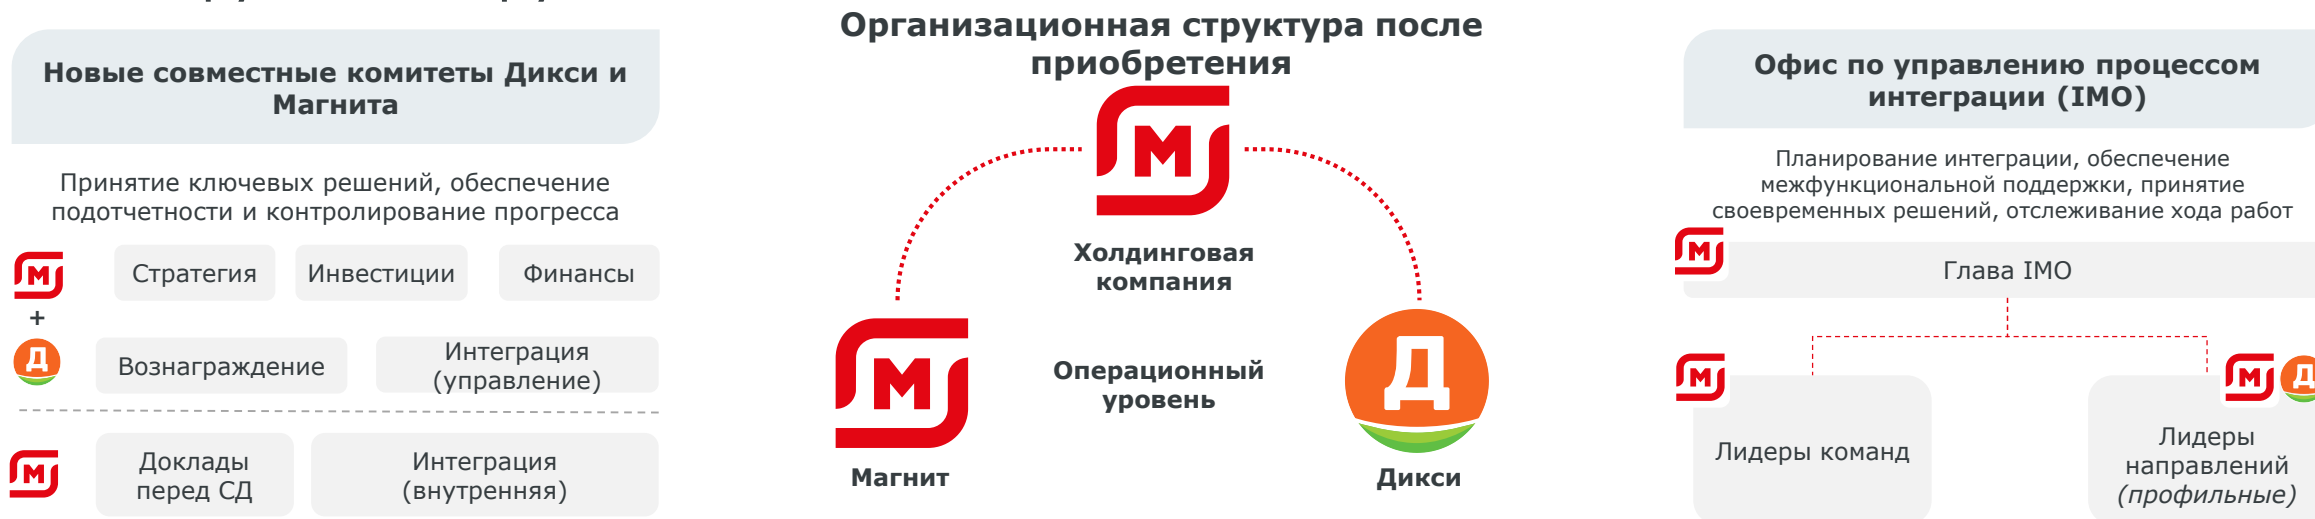 Новые совместные комитеты Дикси и
Магнита
Принятие ключевых решений, обеспечение
подотчетности и контролирование прогресса
М
Стратегия
Инвестиции
Финансы
+
Д
Вознаграждение
Интеграция
(управление)
М
Доклады
перед СД
Интеграция
(внутренняя)
Организационная структура после
приобретения
М
Холдинговая
компания
М
Операционный
уровень
Д
Магнит
Дикси
Офис по управлению процессом
интеграции (IMO)
Планирование интеграции, обеспечение
межфункциональной поддержки, принятие
своевременных решений, отслеживание хода работ
М
Глава IMO
М
Лидеры команд
М
Д
Лидеры
направлений
(профильные)